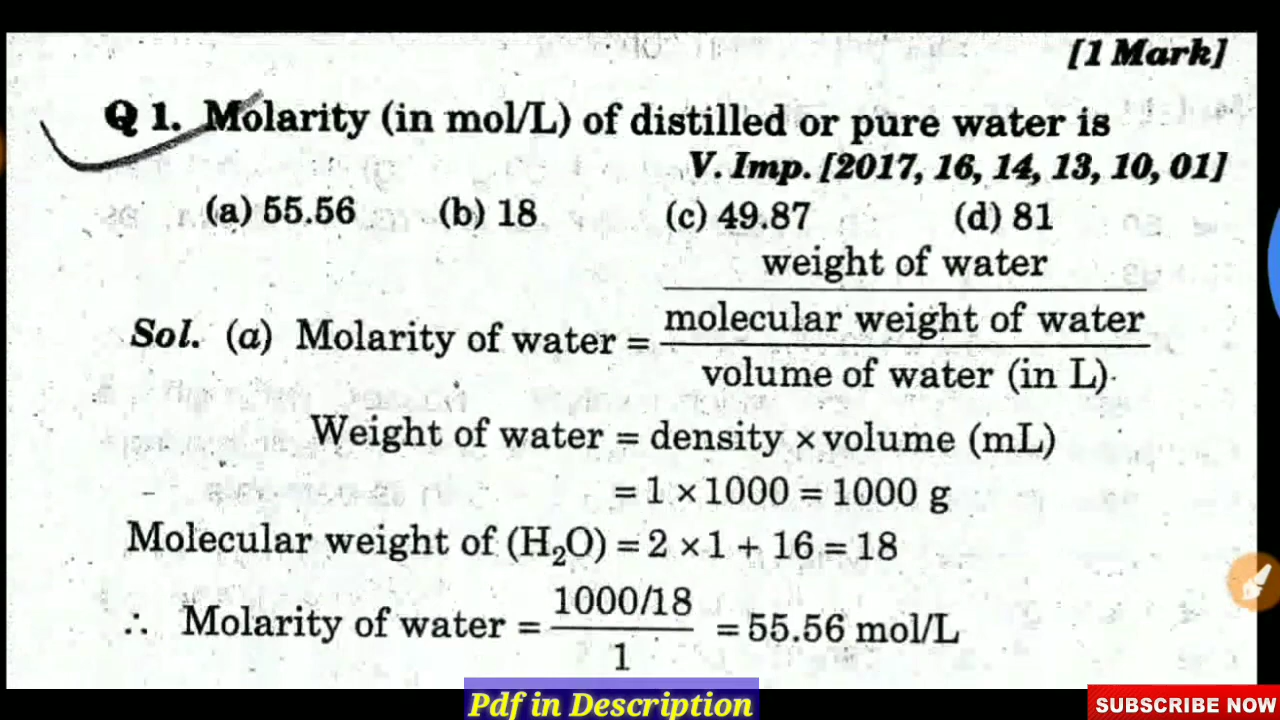 [1 Mark]
Q 1. Molarity (in mol/L) of distilled or pure water is
V. Imp. [2017, 16, 14, 13, 10, 01]
(a) 55.56 (b) 18 (c) 49.87 (d) 81
weight of water
Sol. (a) Molarity of water = molecular weight of water
volume of water (in L)
Weight of water = density × volume (mL)
= 1 × 1000 = 1000 g
Molecular weight of (H₂O) = 2 × 1 + 16 = 18
∴ Molarity of water = 1000/18 = 55.56 mol/L
1
Pdf in Description
SUBSCRIBE NOW